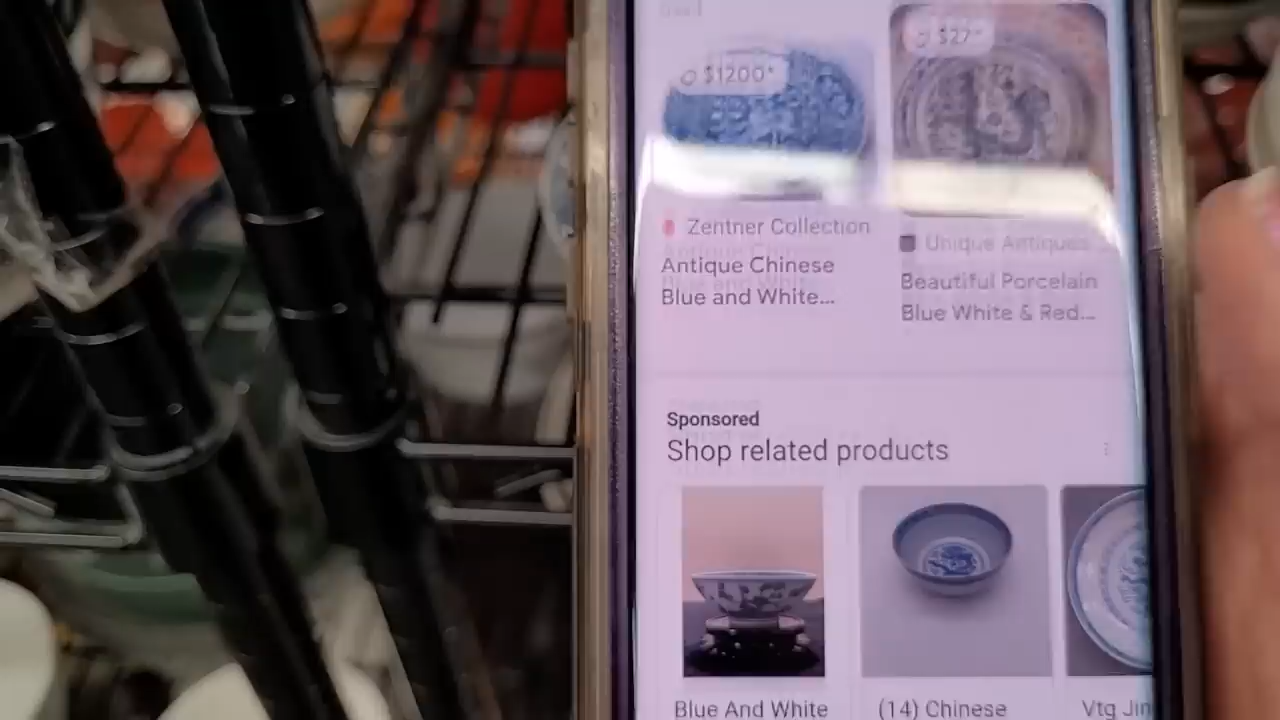 $1200*
$27*
Zentner Collection
Unique Antiques...
Antique Chinese
Blue and White...
Beautiful Porcelain
Blue White & Red...
Sponsored
Shop related products
Blue And White
(14) Chinese
Vtg Jin